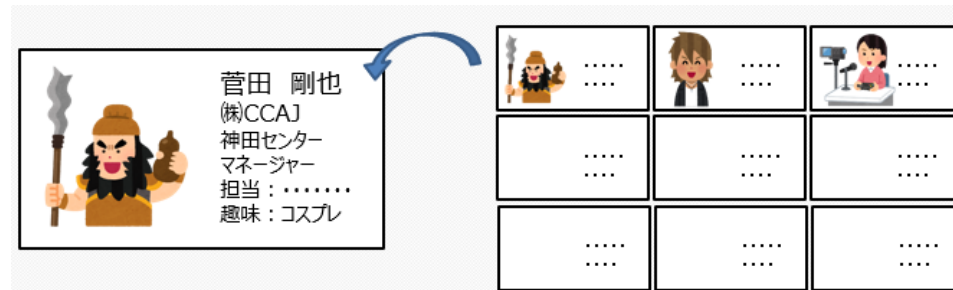 菅田　剛也
㈱CCAJ
神田センター
マネージャー
担当：‥‥‥・
趣味：コスプレ